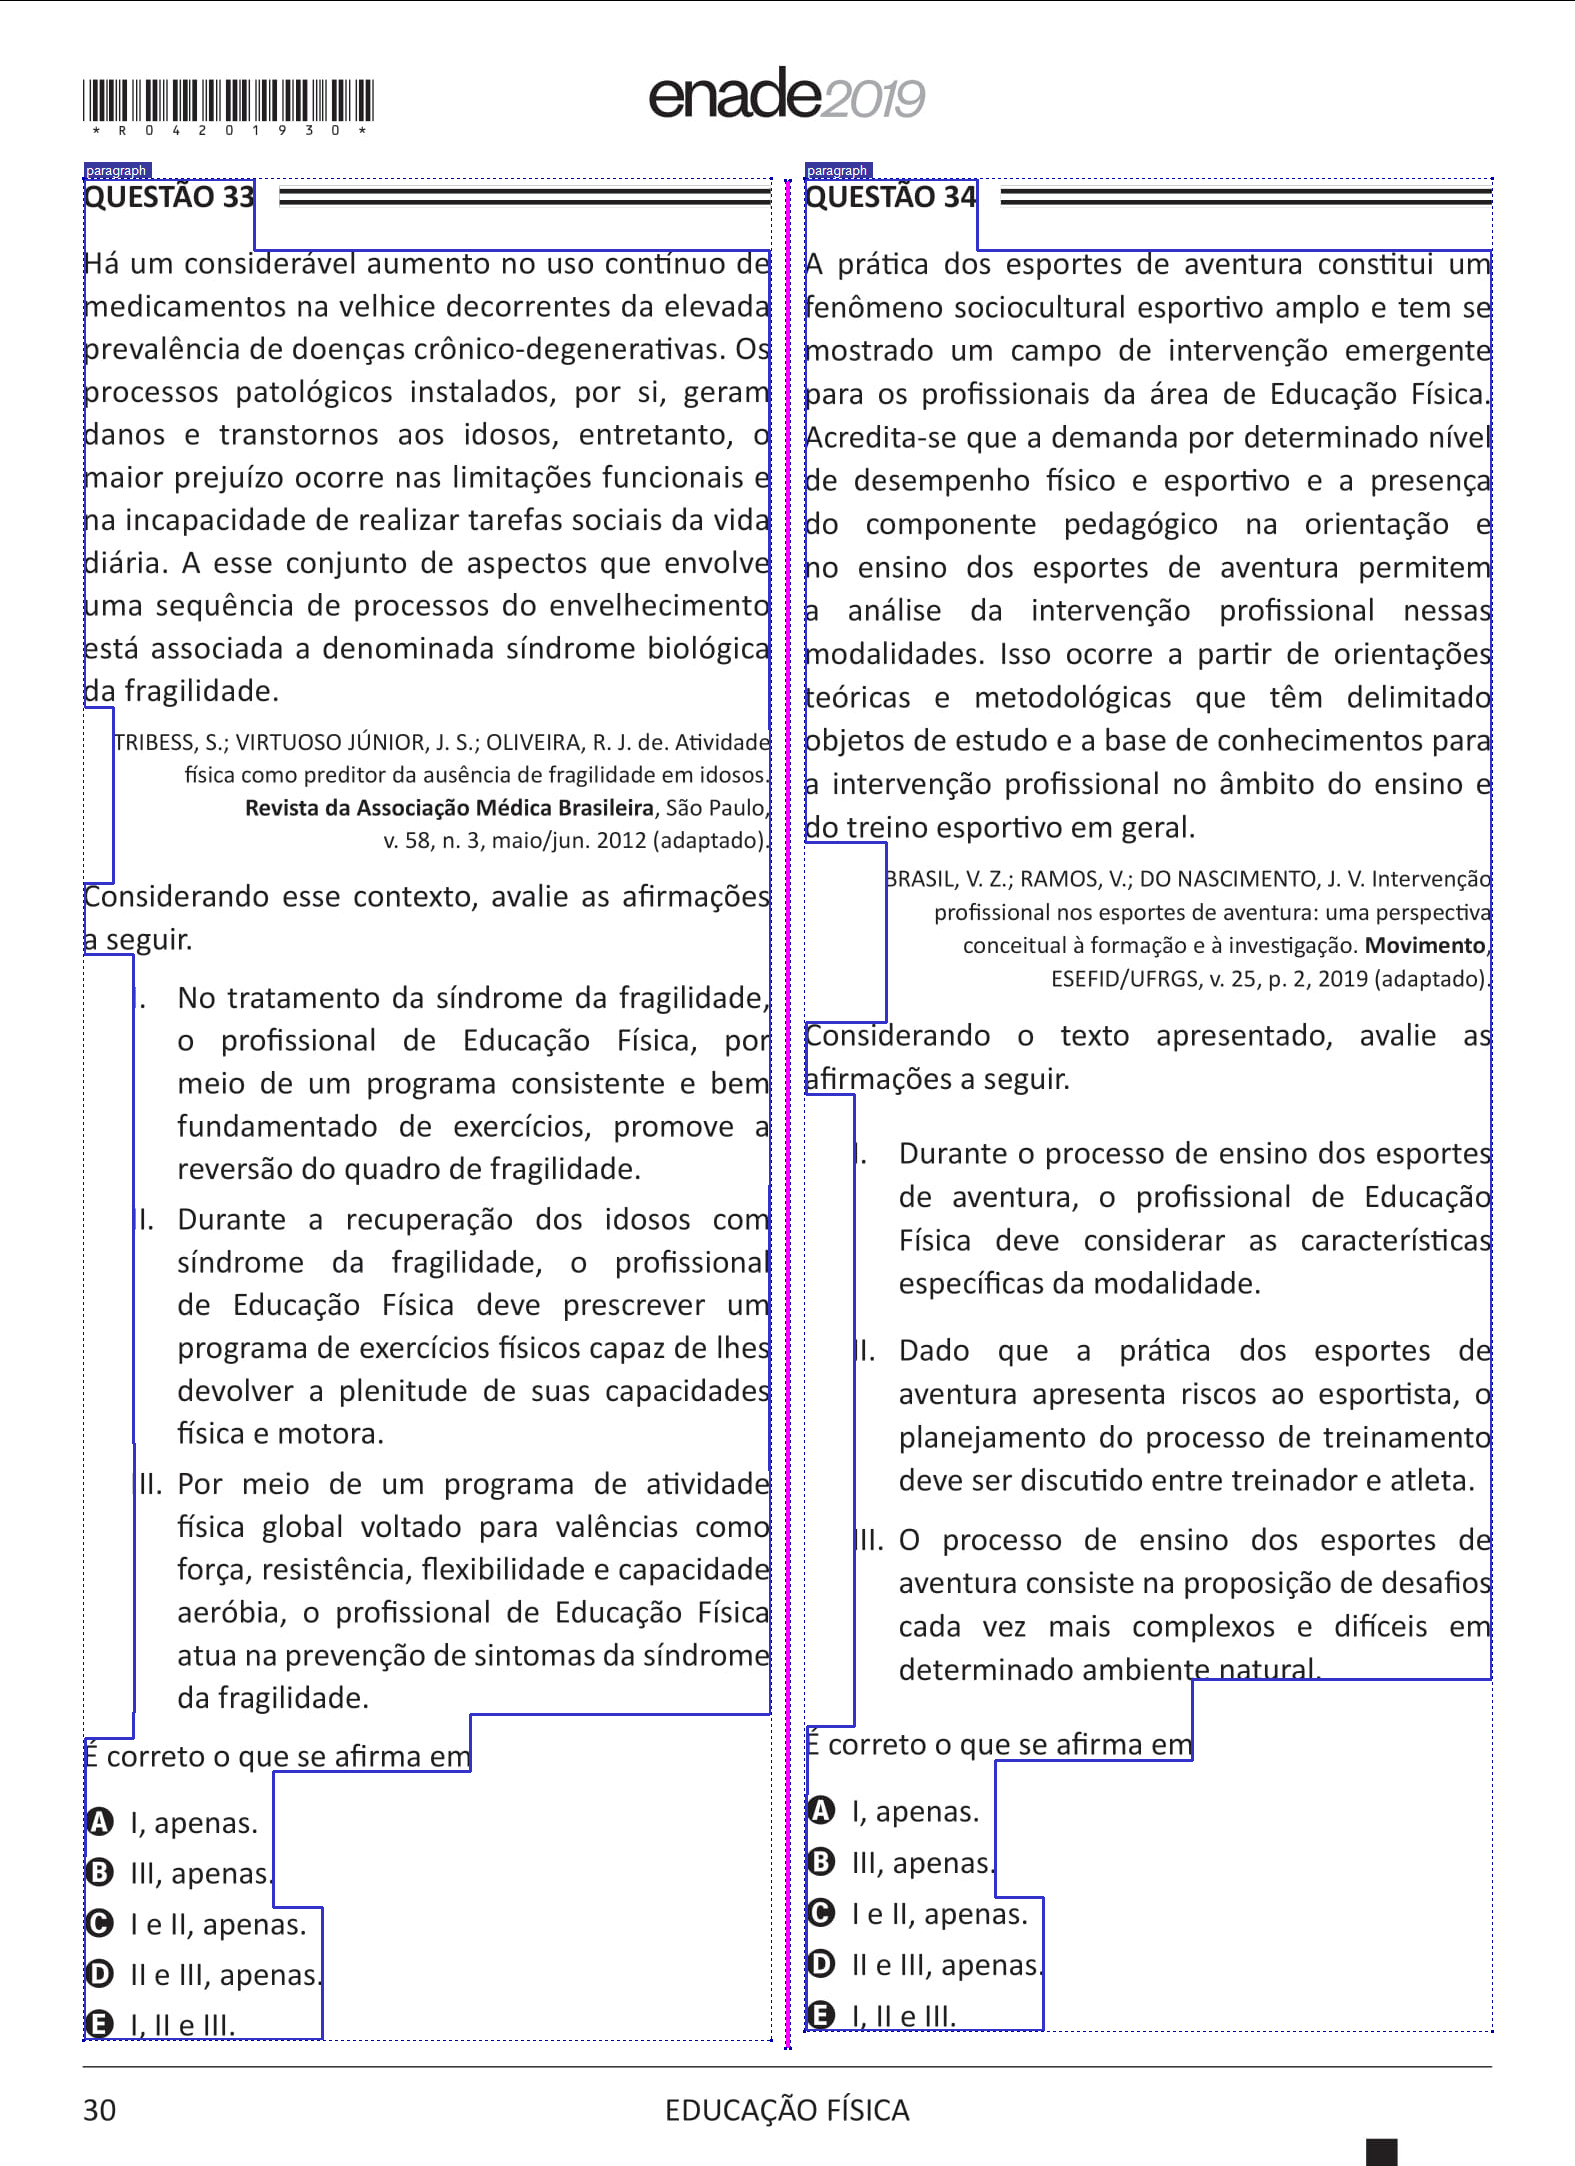 *R04201930*
enade2019
paragraph
QUESTÃO 33
Há um considerável aumento no uso contínuo de
medicamentos na velhice decorrentes da elevada
prevalência de doenças crônico-degenerativas. Os
processos patológicos instalados, por si, geram
danos e transtornos aos idosos, entretanto, o
maior prejuízo ocorre nas limitações funcionais e
na incapacidade de realizar tarefas sociais da vida
diária. A esse conjunto de aspectos que envolve
uma sequência de processos do envelhecimento
está associada a denominada síndrome biológica
da fragilidade.
TRIBESS, S.; VIRTUOSO JÚNIOR, J. S.; OLIVEIRA, R. J. de. Atividade
física como preditor da ausência de fragilidade em idosos.
Revista da Associação Médica Brasileira, São Paulo,
v. 58, n. 3, maio/jun. 2012 (adaptado).
Considerando esse contexto, avalie as afirmações
a seguir.
I. No tratamento da síndrome da fragilidade,
o profissional de Educação Física, por
meio de um programa consistente e bem
fundamentado de exercícios, promove a
reversão do quadro de fragilidade.
II. Durante a recuperação dos idosos com
síndrome da fragilidade, o profissional
de Educação Física deve prescrever um
programa de exercícios físicos capaz de lhes
devolver a plenitude de suas capacidades
física e motora.
III. Por meio de um programa de atividade
física global voltado para valências como
força, resistência, flexibilidade e capacidade
aeróbia, o profissional de Educação Física
atua na prevenção de sintomas da síndrome
da fragilidade.
É correto o que se afirma em
A I, apenas.
B III, apenas.
C I e II, apenas.
D II e III, apenas.
E I, II e III.
paragraph
QUESTÃO 34
A prática dos esportes de aventura constitui um
fenômeno sociocultural esportivo amplo e tem se
mostrado um campo de intervenção emergente
para os profissionais da área de Educação Física.
Acredita-se que a demanda por determinado nível
de desempenho físico e esportivo e a presença
do componente pedagógico na orientação e
no ensino dos esportes de aventura permitem
a análise da intervenção profissional nessas
modalidades. Isso ocorre a partir de orientações
teóricas e metodológicas que têm delimitado
objetos de estudo e a base de conhecimentos para
a intervenção profissional no âmbito do ensino e
do treino esportivo em geral.
BRASIL, V. Z.; RAMOS, V.; DO NASCIMENTO, J. V. Intervenção
profissional nos esportes de aventura: uma perspectiva
conceitual à formação e à investigação. Movimento,
ESEFID/UFRGS, v. 25, p. 2, 2019 (adaptado).
Considerando o texto apresentado, avalie as
afirmações a seguir.
I. Durante o processo de ensino dos esportes
de aventura, o profissional de Educação
Física deve considerar as características
específicas da modalidade.
II. Dado que a prática dos esportes de
aventura apresenta riscos ao esportista, o
planejamento do processo de treinamento
deve ser discutido entre treinador e atleta.
III. O processo de ensino dos esportes de
aventura consiste na proposição de desafios
cada vez mais complexos e difíceis em
determinado ambiente natural.
É correto o que se afirma em
A I, apenas.
B III, apenas.
C I e II, apenas.
D II e III, apenas.
E I, II e III.
30
EDUCAÇÃO FÍSICA